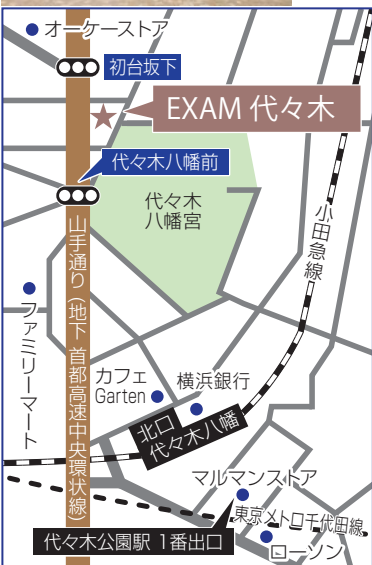 オーケーストア
初台坂下
EXAM 代々木
代々木八幡前
代々木
八幡宮
小田急線
山手通り（地下 首都高速中央環状線）
ファミリーマート
カフェ
Garten
横浜銀行
北口
代々木八幡
マルマンストア
東京メトロ千代田線
代々木公園駅 1番出口
ローソン